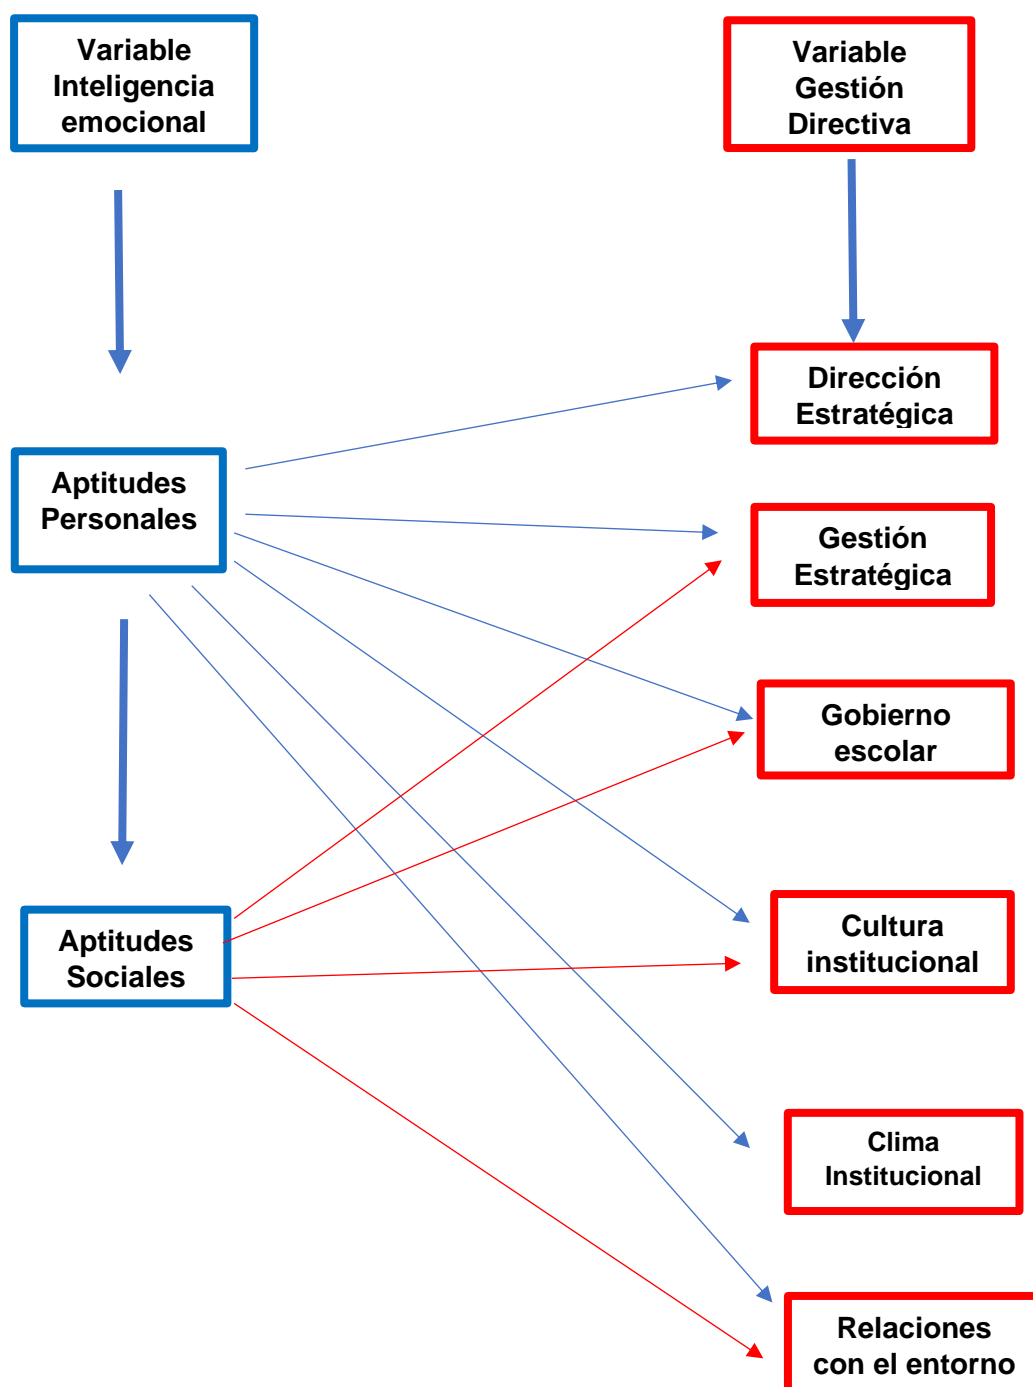 Variable
Inteligencia
emocional
Variable
Gestión
Directiva
Dirección
Estratégica
Aptitudes
Personales
Gestión
Estratégica
Gobierno
escolar
Aptitudes
Sociales
Cultura
institucional
Clima
Institucional
Relaciones
con el entorno